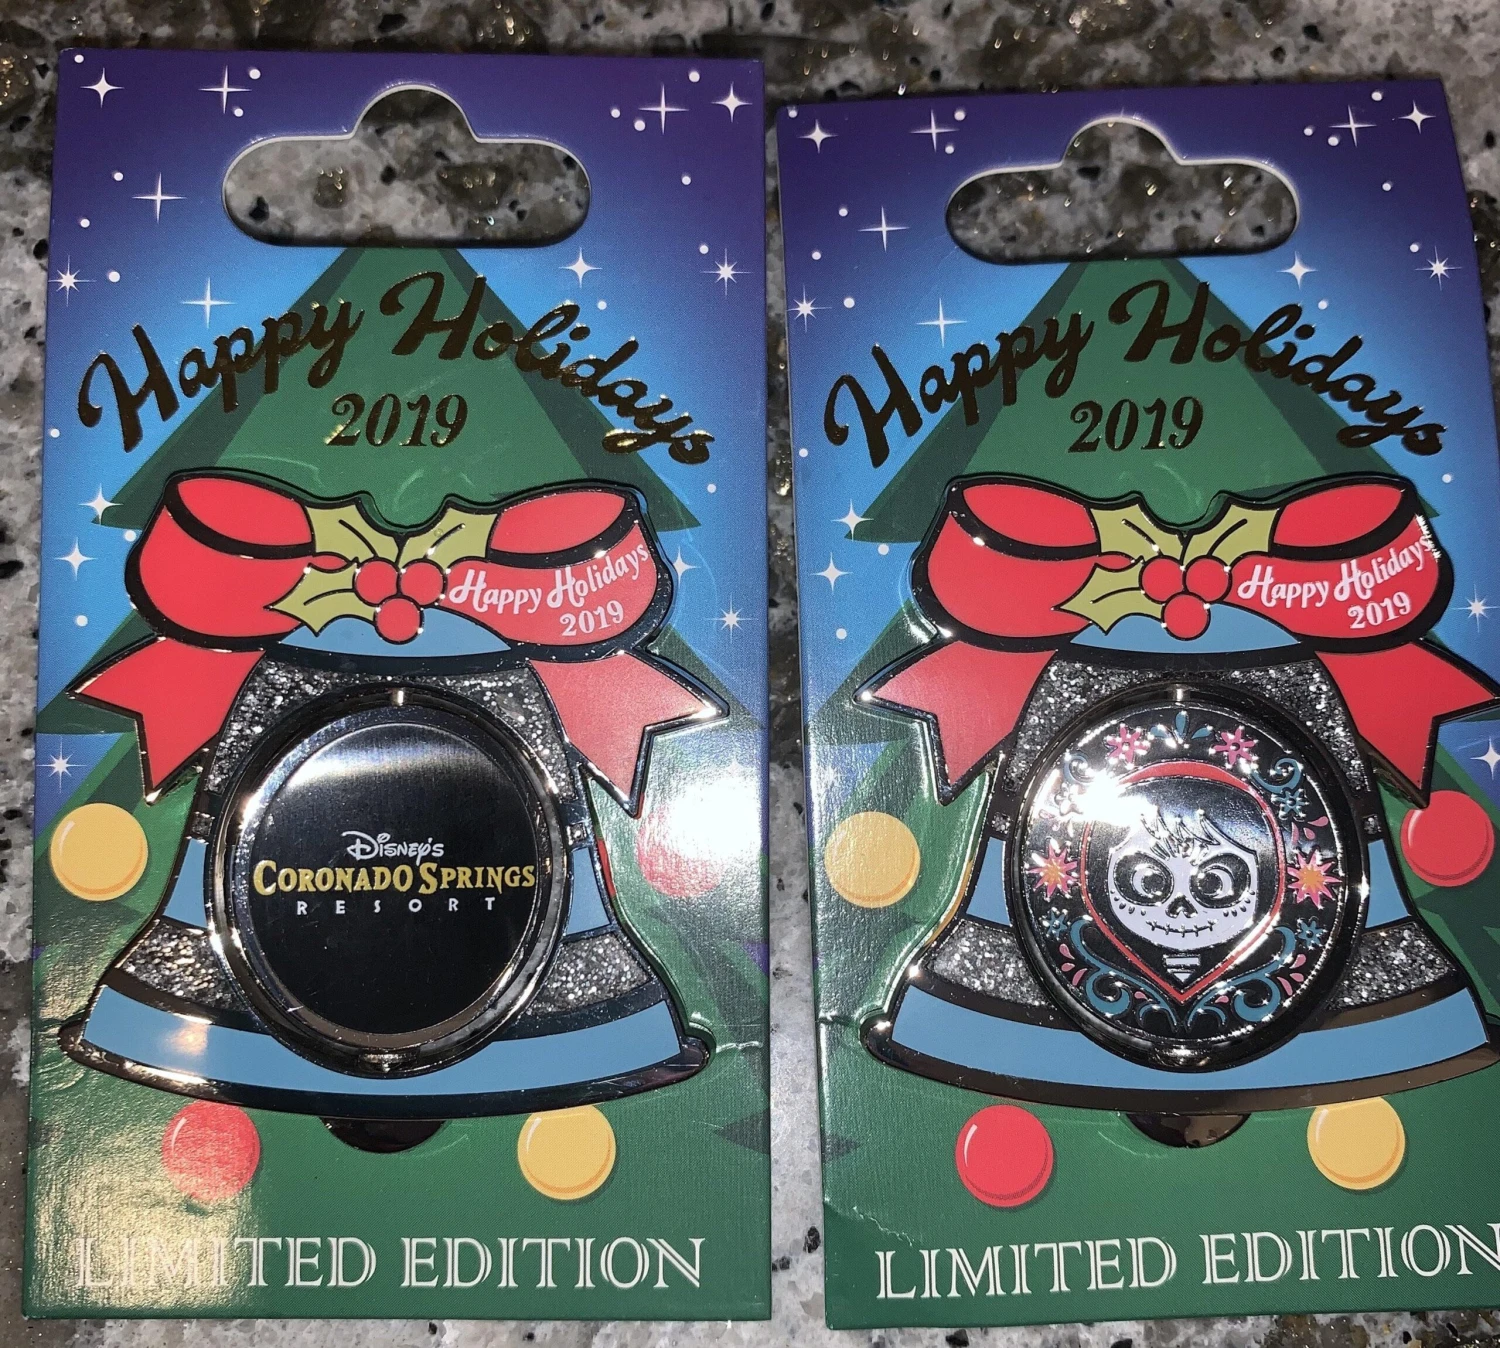 Happy Holidays
2019
Happy Holidays
2019
DISNEY'S
CORONADO SPRINGS
RESORT
LIMITED EDITION
Happy Holidays
2019
Happy Holidays
2019
LIMITED EDITION